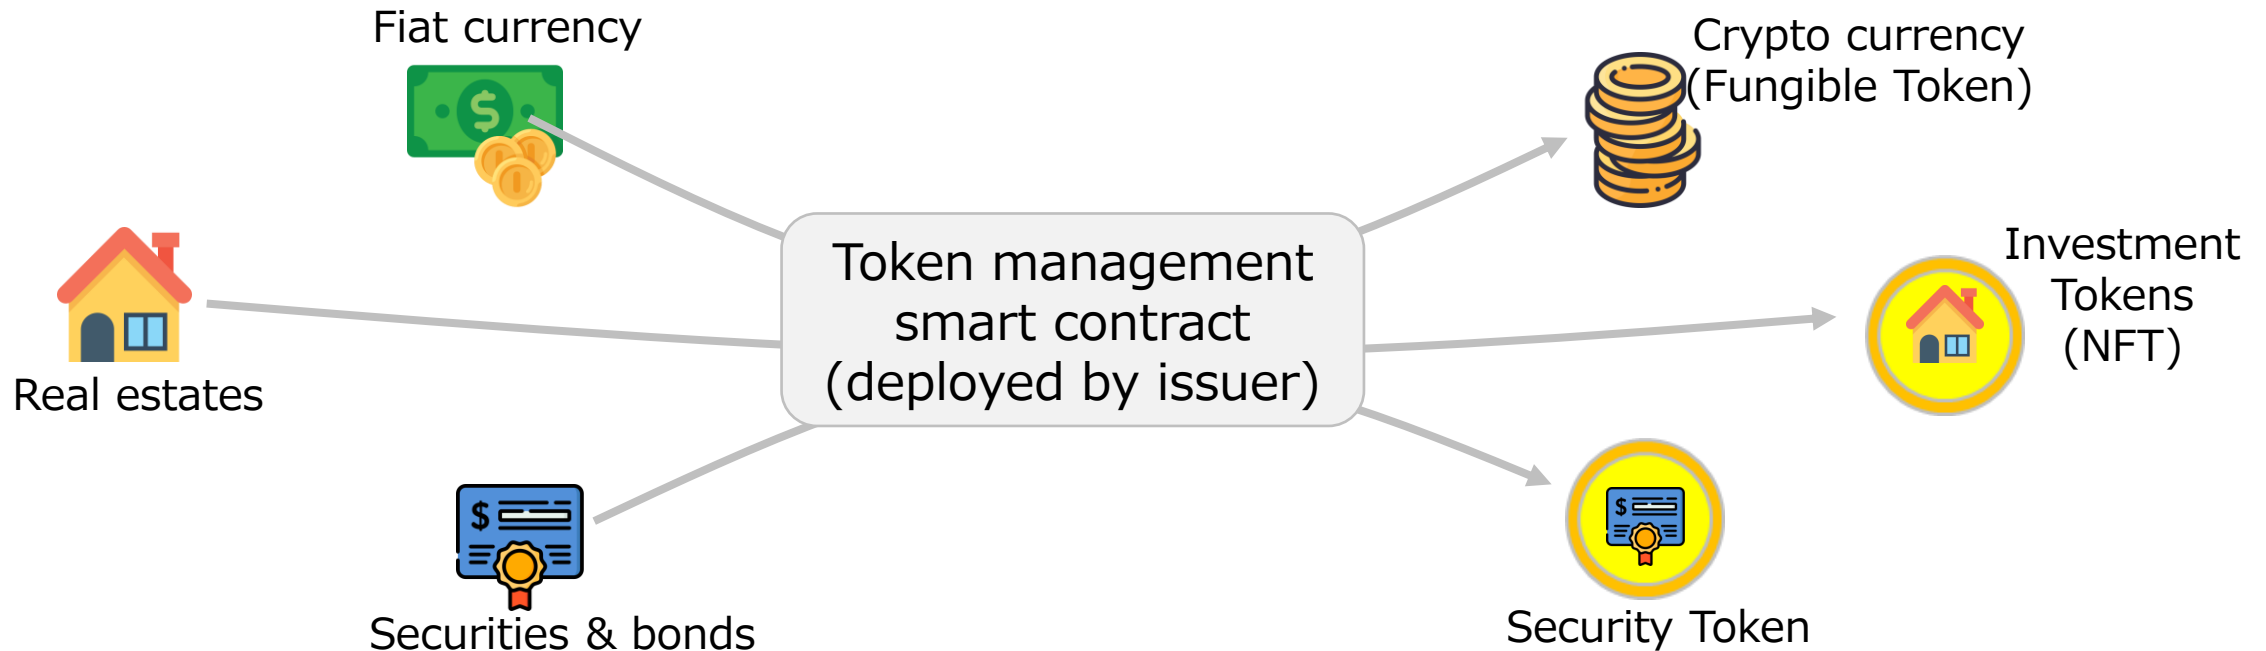 Fiat currency
Crypto currency
(Fungible Token)
Token management
smart contract
(deployed by issuer)
Investment
Tokens
(NFT)
Real estates
Securities & bonds
Security Token